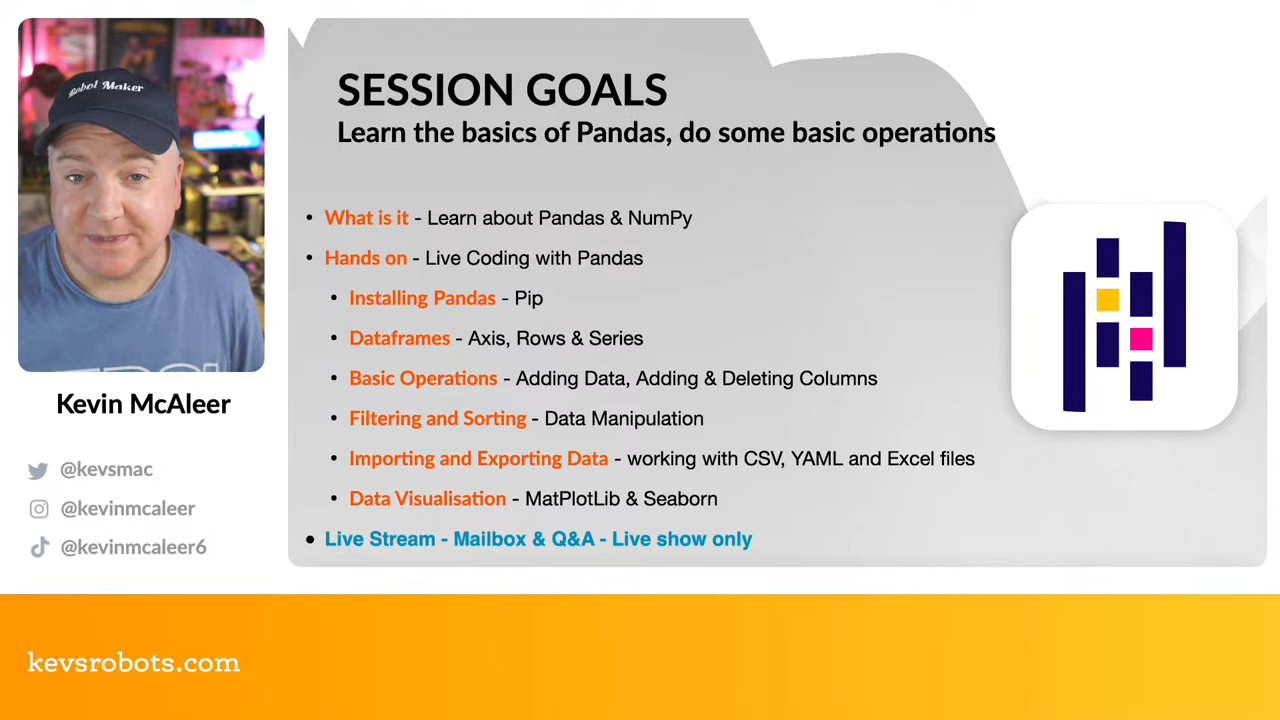 Robot Maker
SESSION GOALS
Learn the basics of Pandas, do some basic operations
• What is it - Learn about Pandas & NumPy
• Hands on - Live Coding with Pandas
• Installing Pandas - Pip
• Dataframes - Axis, Rows & Series
• Basic Operations - Adding Data, Adding & Deleting Columns
• Filtering and Sorting - Data Manipulation
• Importing and Exporting Data - working with CSV, YAML and Excel files
• Data Visualisation - MatPlotLib & Seaborn
• Live Stream - Mailbox & Q&A - Live show only
Kevin McAleer
@kevsmac
@kevinmcaleer
@kevinmcaleer6
kevsrobots.com